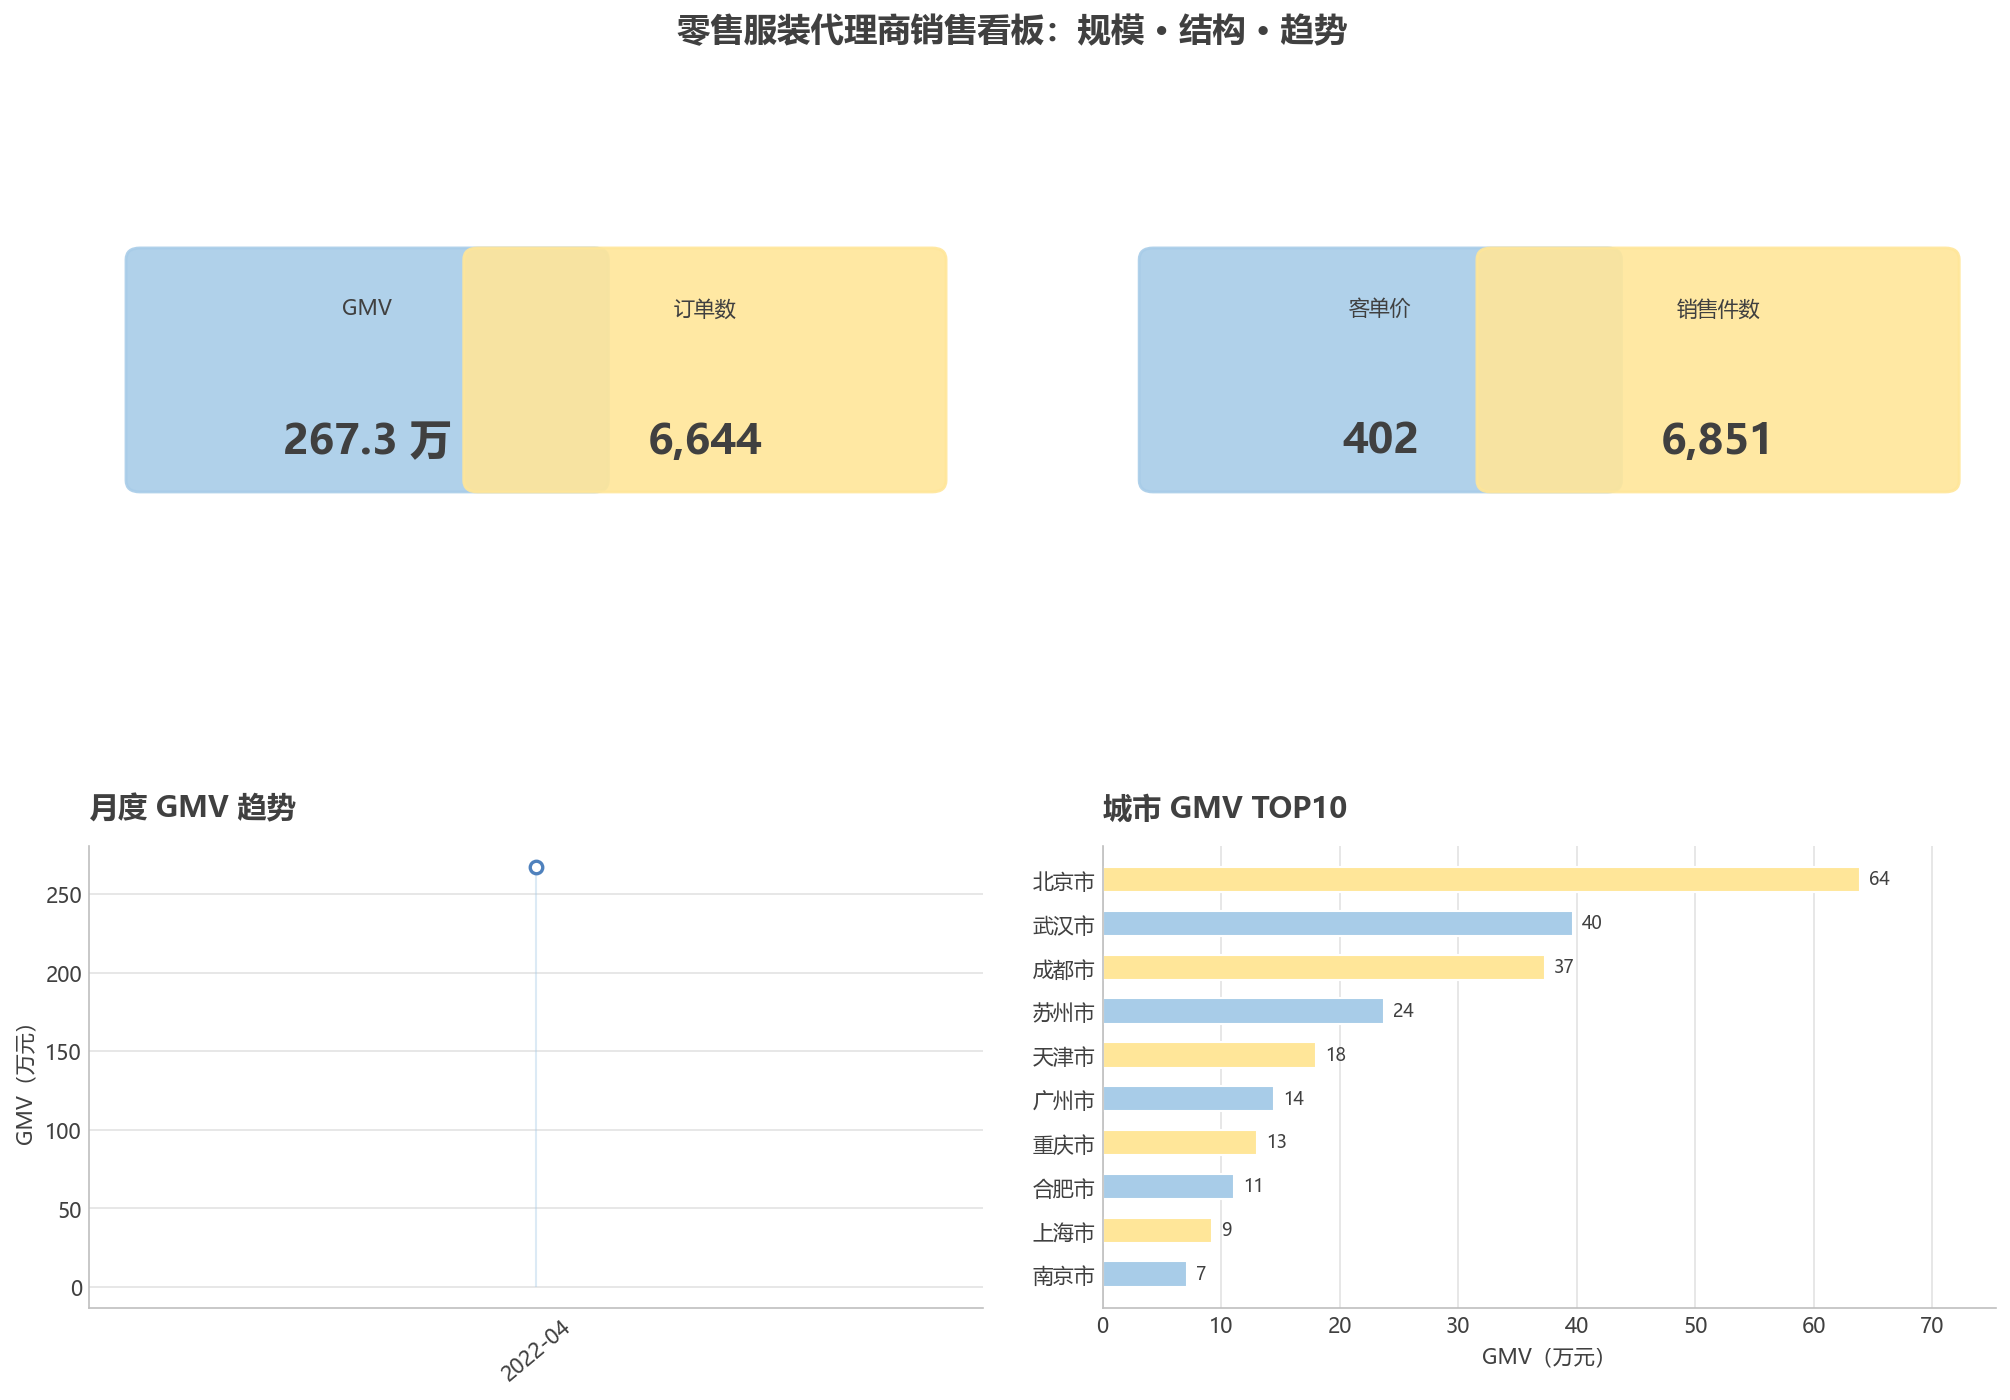 零售服装代理商销售看板：规模 • 结构 • 趋势
GMV
267.3 万
订单数
6,644
客单价
402
销售件数
6,851
月度 GMV 趋势
GMV（万元）
250
200
150
100
50
0
2022-04
城市 GMV TOP10
北京市 64
武汉市 40
成都市 37
苏州市 24
天津市 18
广州市 14
重庆市 13
合肥市 11
上海市 9
南京市 7
0 10 20 30 40 50 60 70
GMV（万元）